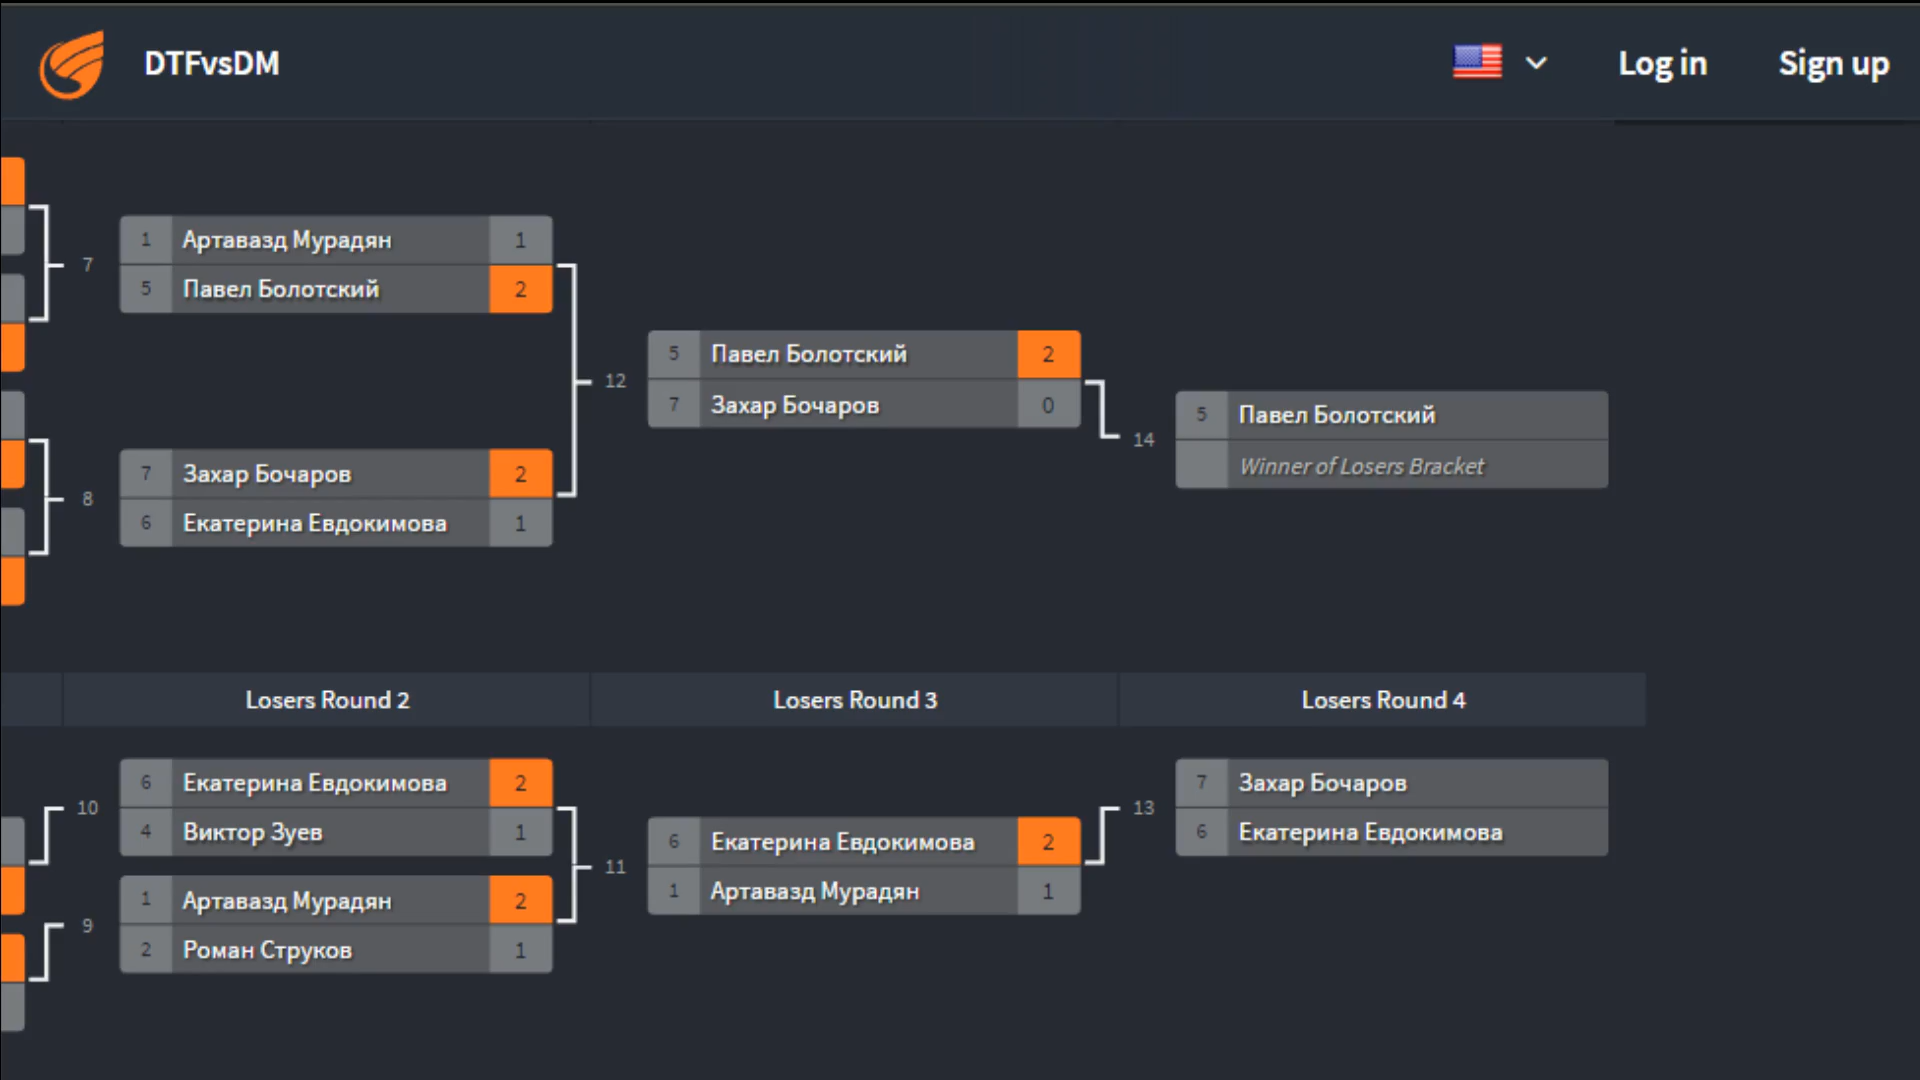 DTFvsDM
Log in
Sign up
7
1 Артавазд Мурадян 1
5 Павел Болотский 2
12
5 Павел Болотский 2
7 Захар Бочаров 0
14
5 Павел Болотский
Winner of Losers Bracket
8
7 Захар Бочаров 2
6 Екатерина Евдокимова 1
Losers Round 2
Losers Round 3
Losers Round 4
10
6 Екатерина Евдокимова 2
4 Виктор Зуев 1
9
1 Артавазд Мурадян 2
2 Роман Струков 1
11
6 Екатерина Евдокимова 2
1 Артавазд Мурадян 1
13
7 Захар Бочаров
6 Екатерина Евдокимова